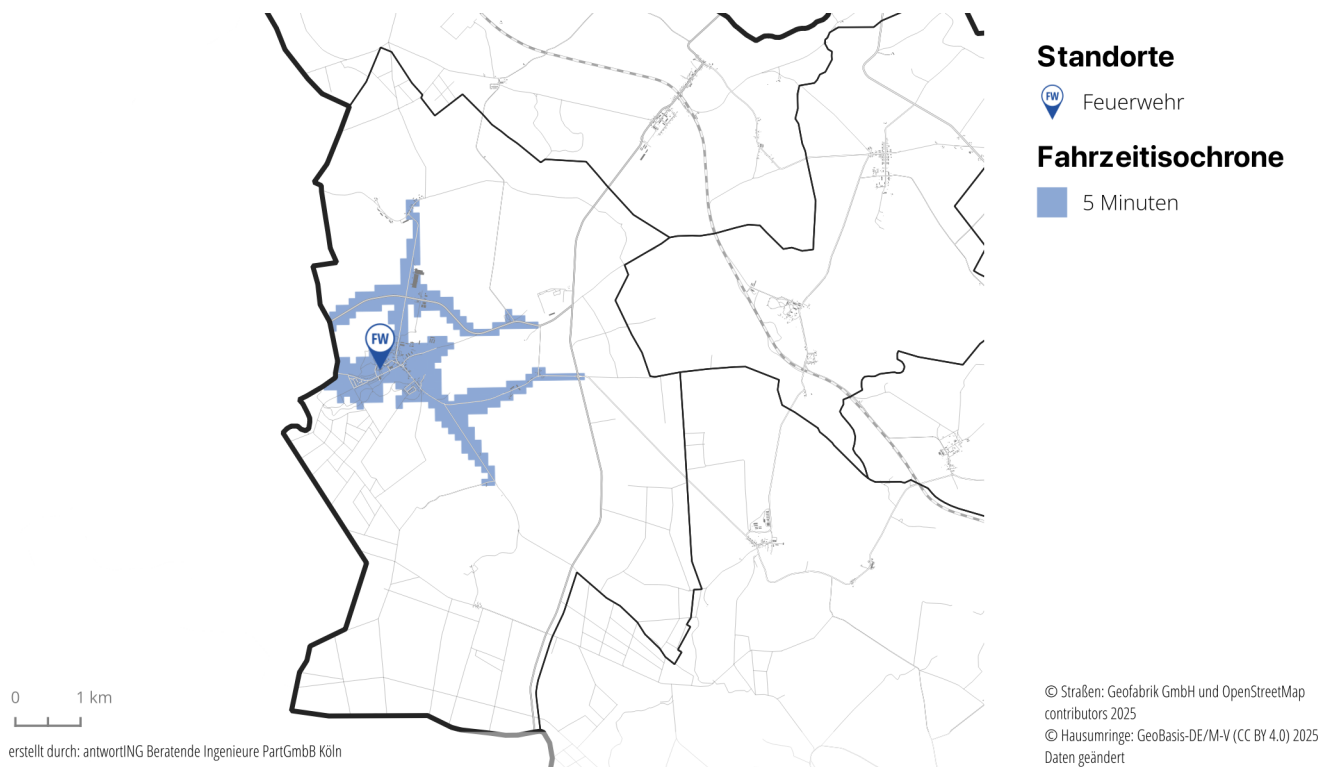 Standorte
FW
Feuerwehr
Fahrzeitisochrone
5 Minuten
FW
0 1 km
erstellt durch: antwortING Beratende Ingenieure PartGmbB Köln
© Straßen: Geofabrik GmbH und OpenStreetMap
contributors 2025
© Hausumringe: GeoBasis-DE/M-V (CC BY 4.0) 2025
Daten geändert